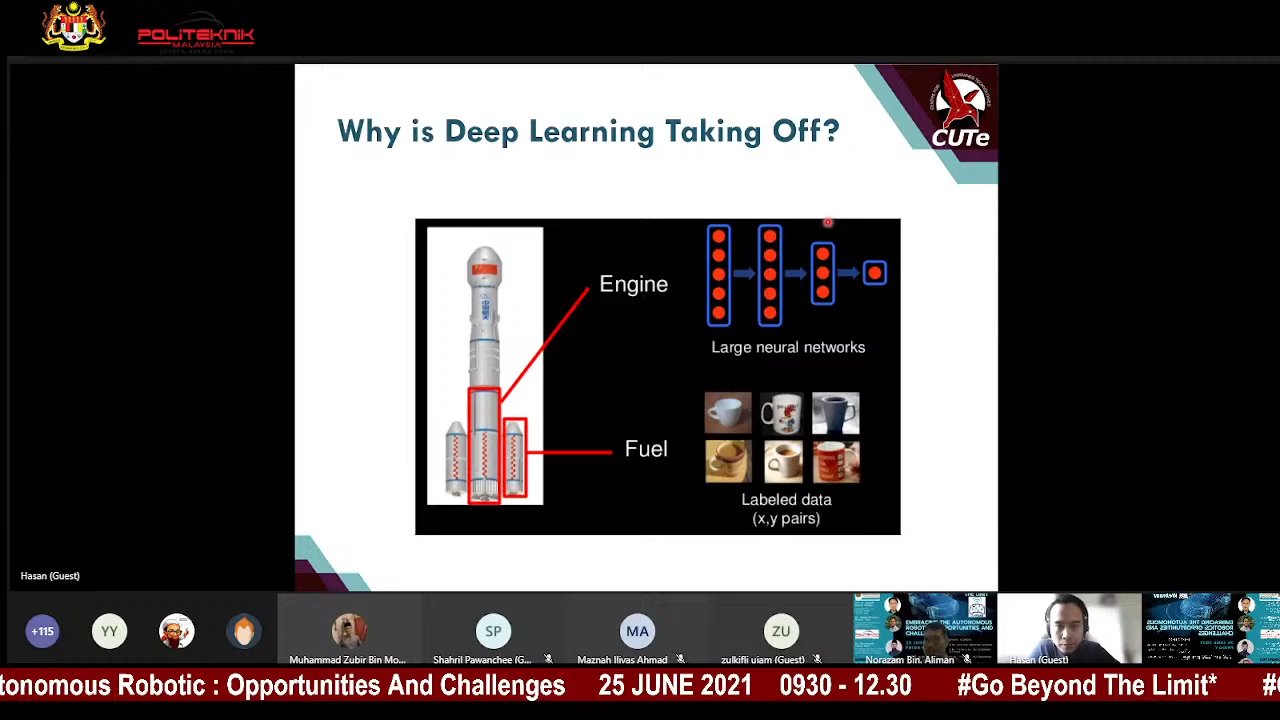 POLITEKNIK
MALAYSIA
Why is Deep Learning Taking Off?
CUTe
Engine
Fuel
Large neural networks
Labeled data
(x,y pairs)
Hasan (Guest)
+115
YY
SP
MA
ZU
Muhammad Zubir Bin Mo...
Shahril Pawanchee (G...
Maznah Iliyas Ahmad
zulkifli ujam (Guest)
Norazam Bin. Aliman
Hasan (Guest)
tonomous Robotic : Opportunities And Challenges 25 JUNE 2021 0930 - 12.30 #Go Beyond The Limit*